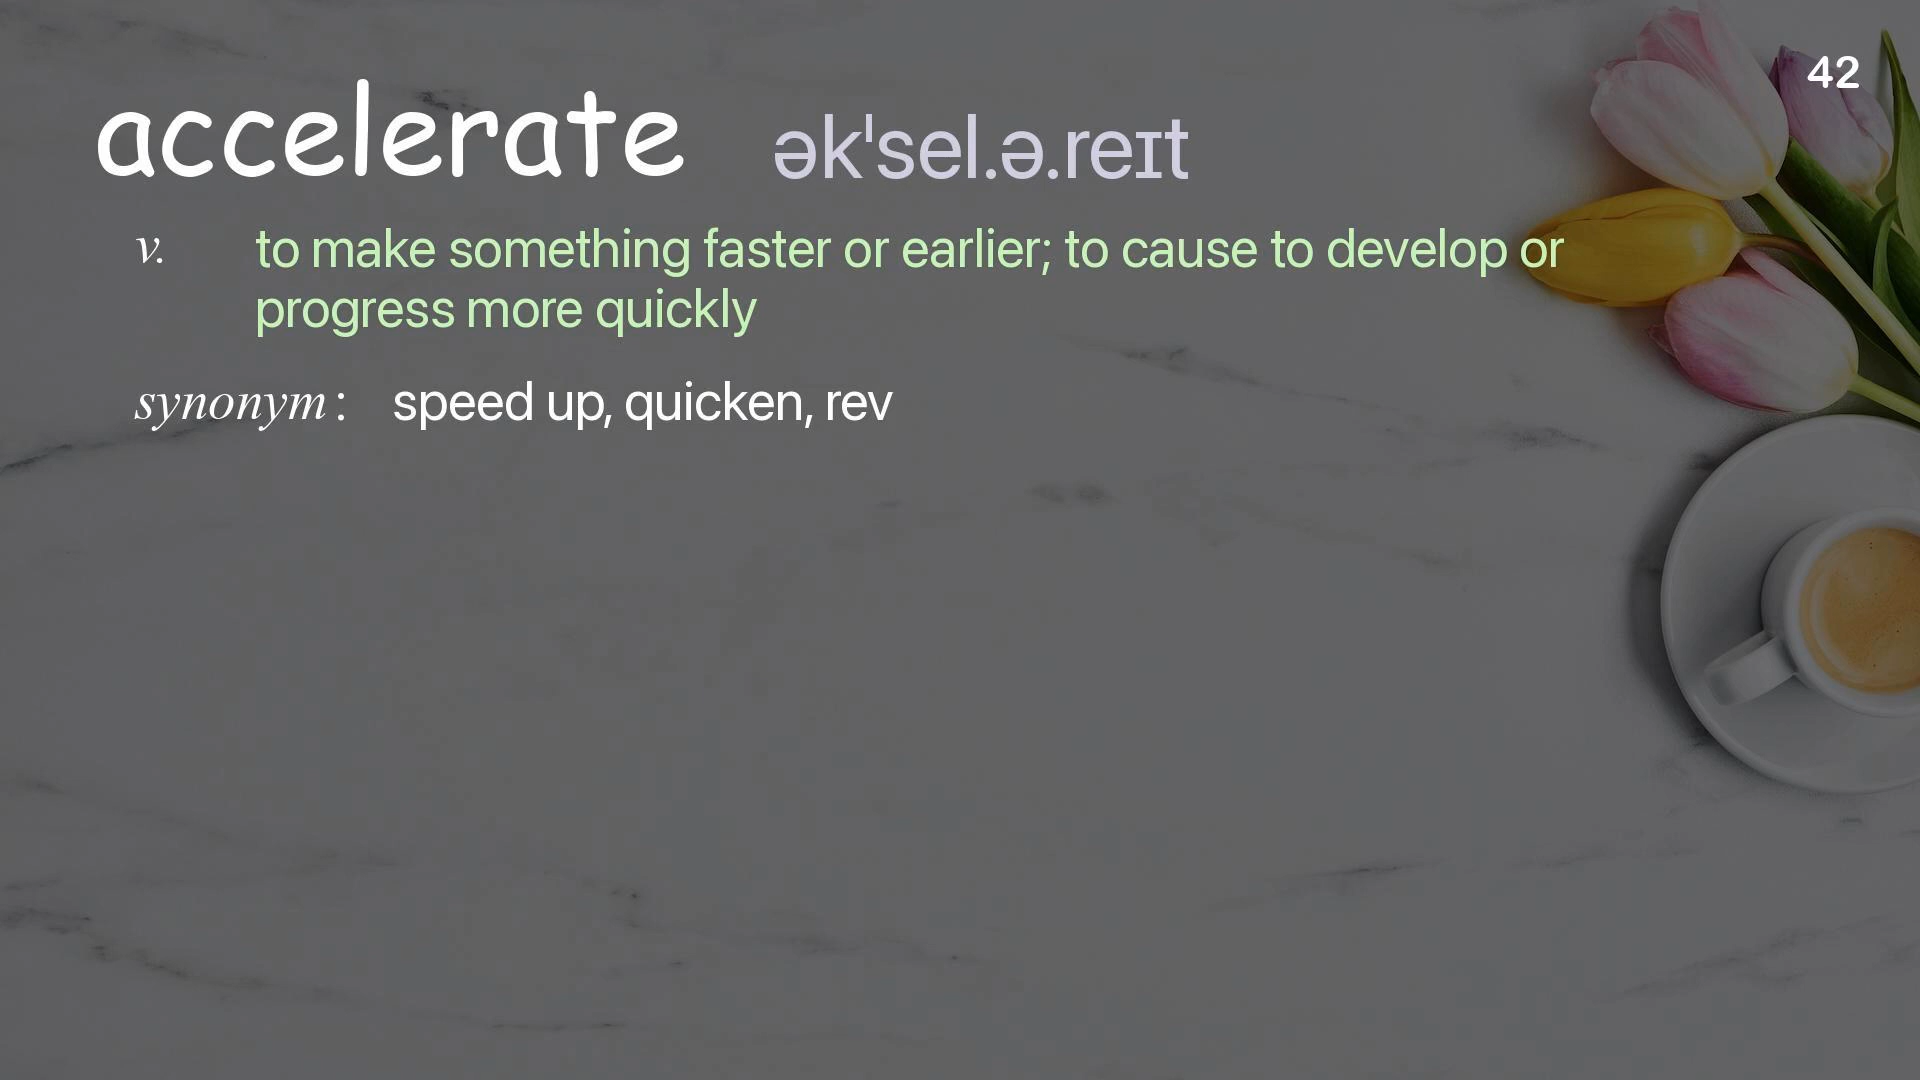 42
accelerate əkˈsel.ə.reɪt
v. to make something faster or earlier; to cause to develop or
progress more quickly
synonym : speed up, quicken, rev